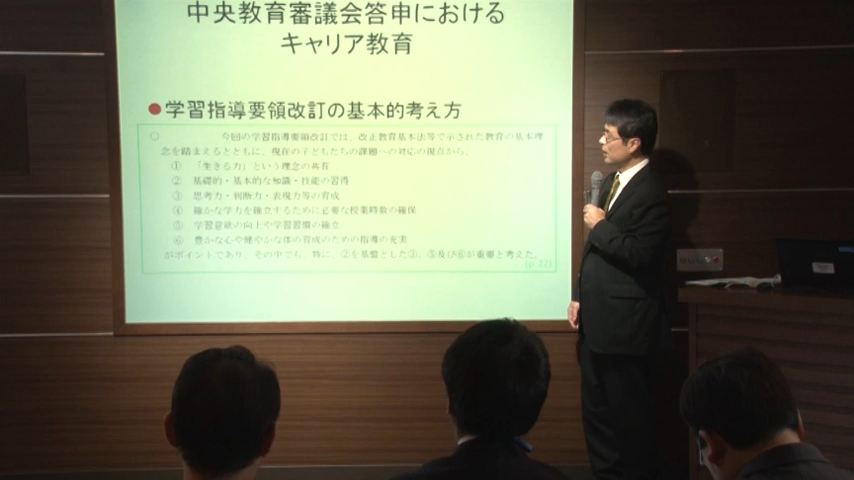 中央教育審議会答申における
キャリア教育
●学習指導要領改訂の基本的考え方
○ 今回の学習指導要領改訂では、改正教育基本法等で示された教育の基本理
念を踏まえるとともに、現在の子どもたちの課題への対応の視点から、
① 「生きる力」という理念の共有
② 基礎的・基本的な知識・技能の習得
③ 思考力・判断力・表現力等の育成
④ 確かな学力を確立するために必要な授業時数の確保
⑤ 学習意欲の向上や学習習慣の確立
⑥ 豊かな心や健やかな体の育成のための指導の充実
がポイントであり、その中でも、特に、②を基盤とした③、⑤及び⑥が重要と考えた。
(p.22)